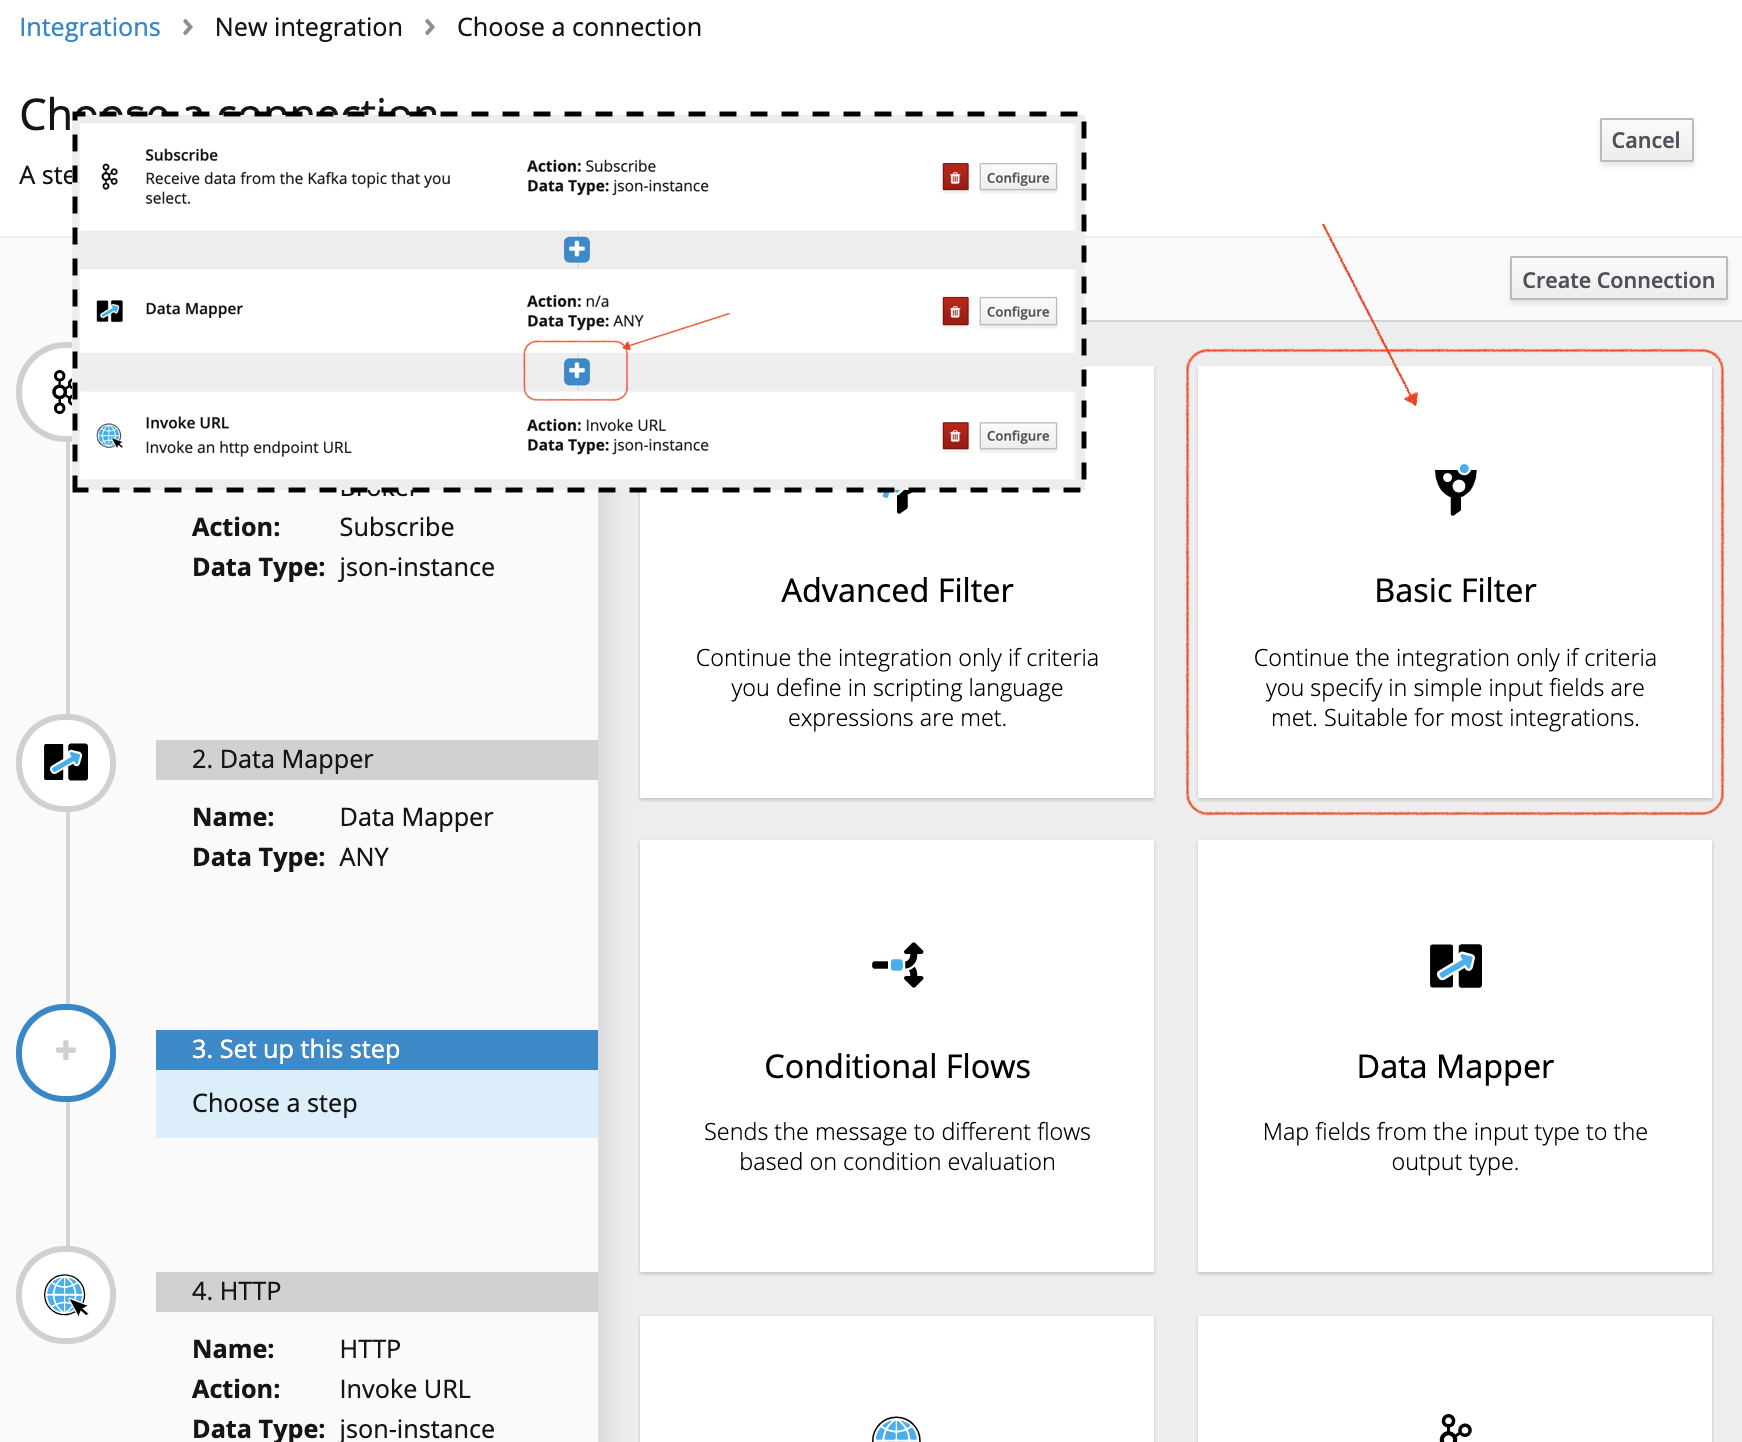 Integrations > New integration > Choose a connection
Choose a connection
Cancel
A ste
Subscribe
Receive data from the Kafka topic that you
select.
Action: Subscribe
Data Type: json-instance
Configure
Data Mapper
Action: n/a
Data Type: ANY
Configure
Invoke URL
Invoke an http endpoint URL
Action: Invoke URL
Data Type: json-instance
Configure
Create Connection
Broker
Action: Subscribe
Data Type: json-instance
2. Data Mapper
Name: Data Mapper
Data Type: ANY
3. Set up this step
Choose a step
4. HTTP
Name: HTTP
Action: Invoke URL
Data Type: json-instance
Advanced Filter
Continue the integration only if criteria
you define in scripting language
expressions are met.
Basic Filter
Continue the integration only if criteria
you specify in simple input fields are
met. Suitable for most integrations.
Conditional Flows
Sends the message to different flows
based on condition evaluation
Data Mapper
Map fields from the input type to the
output type.